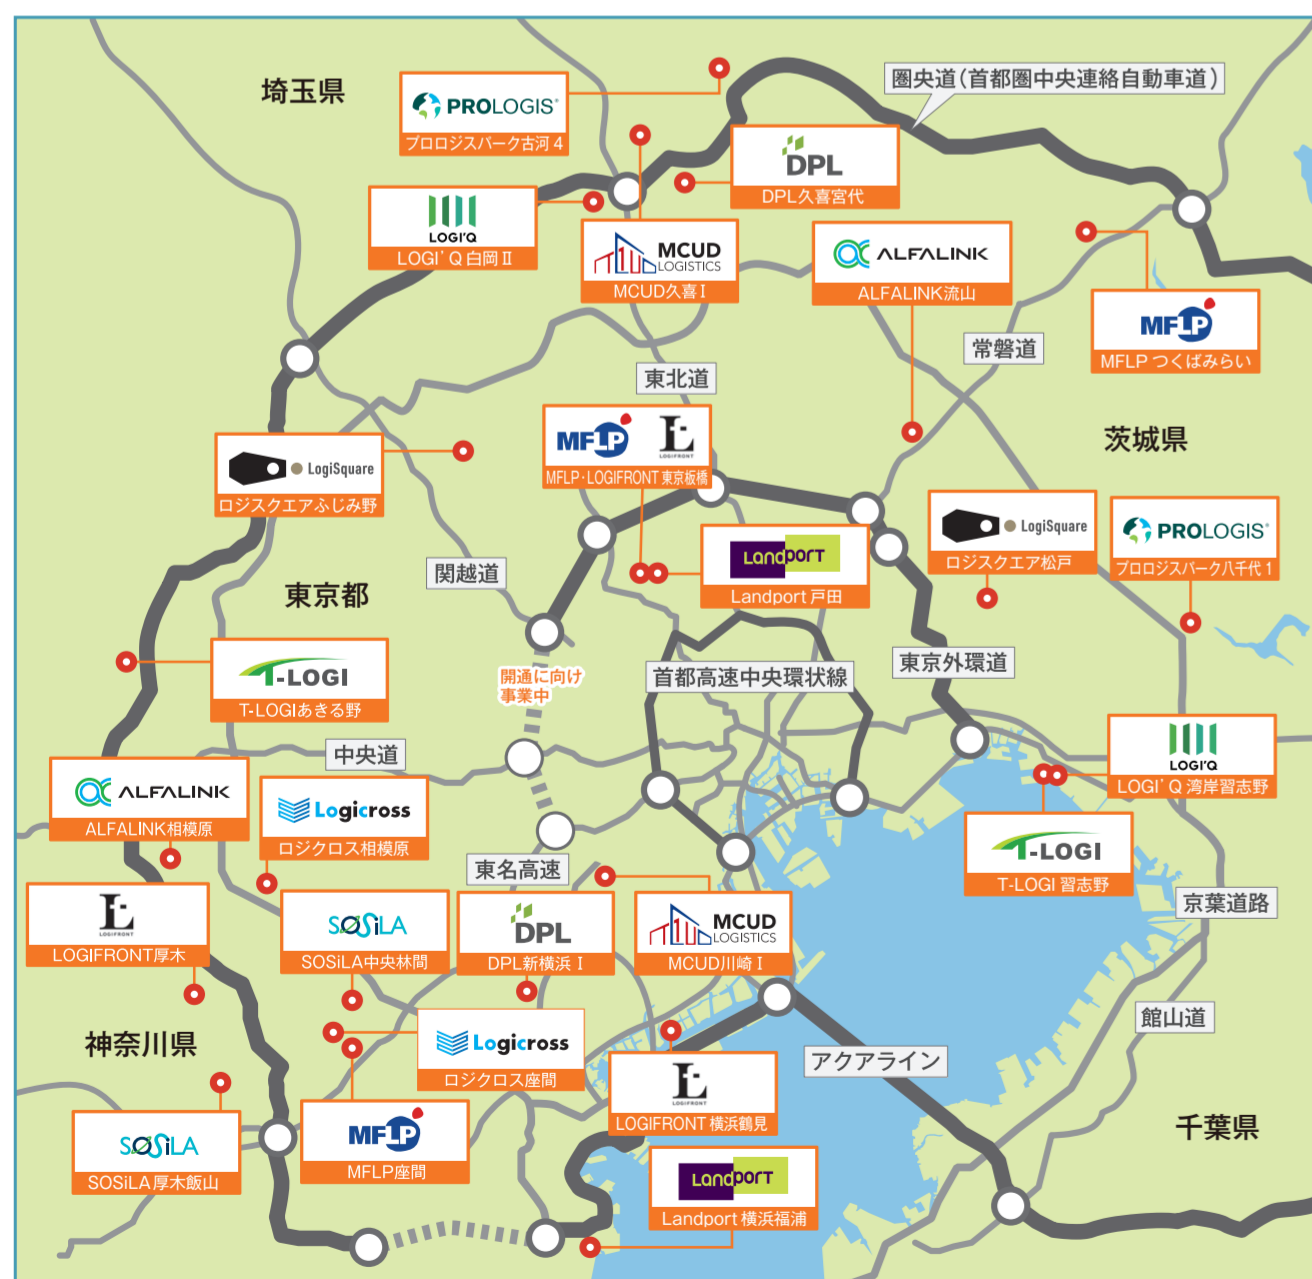 埼玉県
PROLOGIS
プロロジスパーク古河 4
圏央道(首都圏中央連絡自動車道)
DPL
DPL久喜宮代
LOGI'Q
LOGI'Q 白岡 II
MCUD
LOGISTICS
MCUD久喜 I
ALFALINK
ALFALINK流山
MFLP
MFLP つくばみらい
常磐道
東北道
茨城県
MFLP
LOGIFRONT
MFLP・LOGIFRONT 東京板橋
LogiSquare
ロジスクエアふじみ野
LogiSquare
ロジスクエア松戸
PROLOGIS
プロロジスパーク八千代 1
Landport
Landport 戸田
関越道
東京都
開通に向け
事業中
首都高速中央環状線
東京外環道
T-LOGI
T-LOGIあきる野
中央道
LOGI'Q
LOGI'Q 湾岸習志野
ALFALINK
ALFALINK相模原
Logicross
ロジクロス相模原
T-LOGI
T-LOGI 習志野
東名高速
京葉道路
LOGIFRONT
LOGIFRONT厚木
SOSiLA
SOSiLA中央林間
DPL
DPL新横浜 I
MCUD
LOGISTICS
MCUD川崎 I
館山道
神奈川県
Logicross
ロジクロス座間
アクアライン
LOGIFRONT
LOGIFRONT 横浜鶴見
千葉県
SOSiLA
SOSiLA厚木飯山
MFLP
MFLP座間
Landport
Landport 横浜福浦